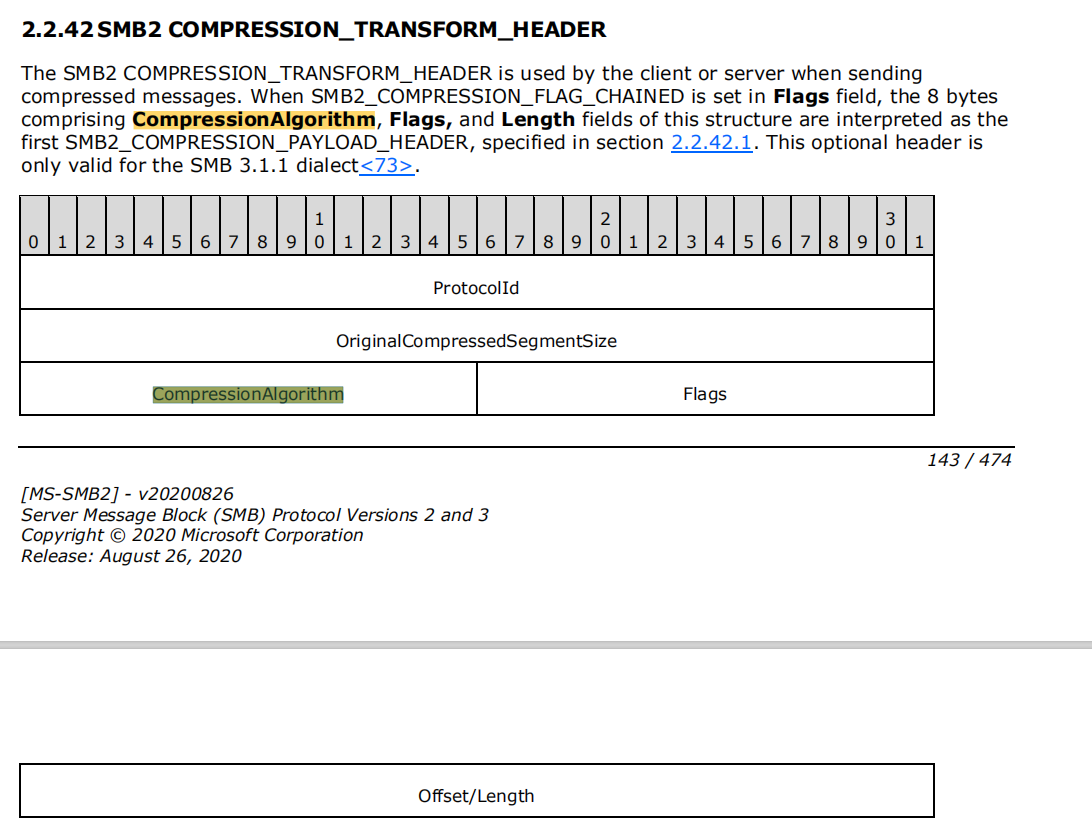 2.2.42 SMB2 COMPRESSION_TRANSFORM_HEADER
The SMB2 COMPRESSION_TRANSFORM_HEADER is used by the client or server when sending
compressed messages. When SMB2_COMPRESSION_FLAG_CHAINED is set in Flags field, the 8 bytes
comprising CompressionAlgorithm, Flags, and Length fields of this structure are interpreted as the
first SMB2_COMPRESSION_PAYLOAD_HEADER, specified in section 2.2.42.1. This optional header is
only valid for the SMB 3.1.1 dialect<73>.
1 2 3
0 1 2 3 4 5 6 7 8 9 0 1 2 3 4 5 6 7 8 9 0 1 2 3 4 5 6 7 8 9 0 1
ProtocolId
OriginalCompressedSegmentSize
CompressionAlgorithm Flags
143 / 474
[MS-SMB2] - v20200826
Server Message Block (SMB) Protocol Versions 2 and 3
Copyright © 2020 Microsoft Corporation
Release: August 26, 2020
Offset/Length